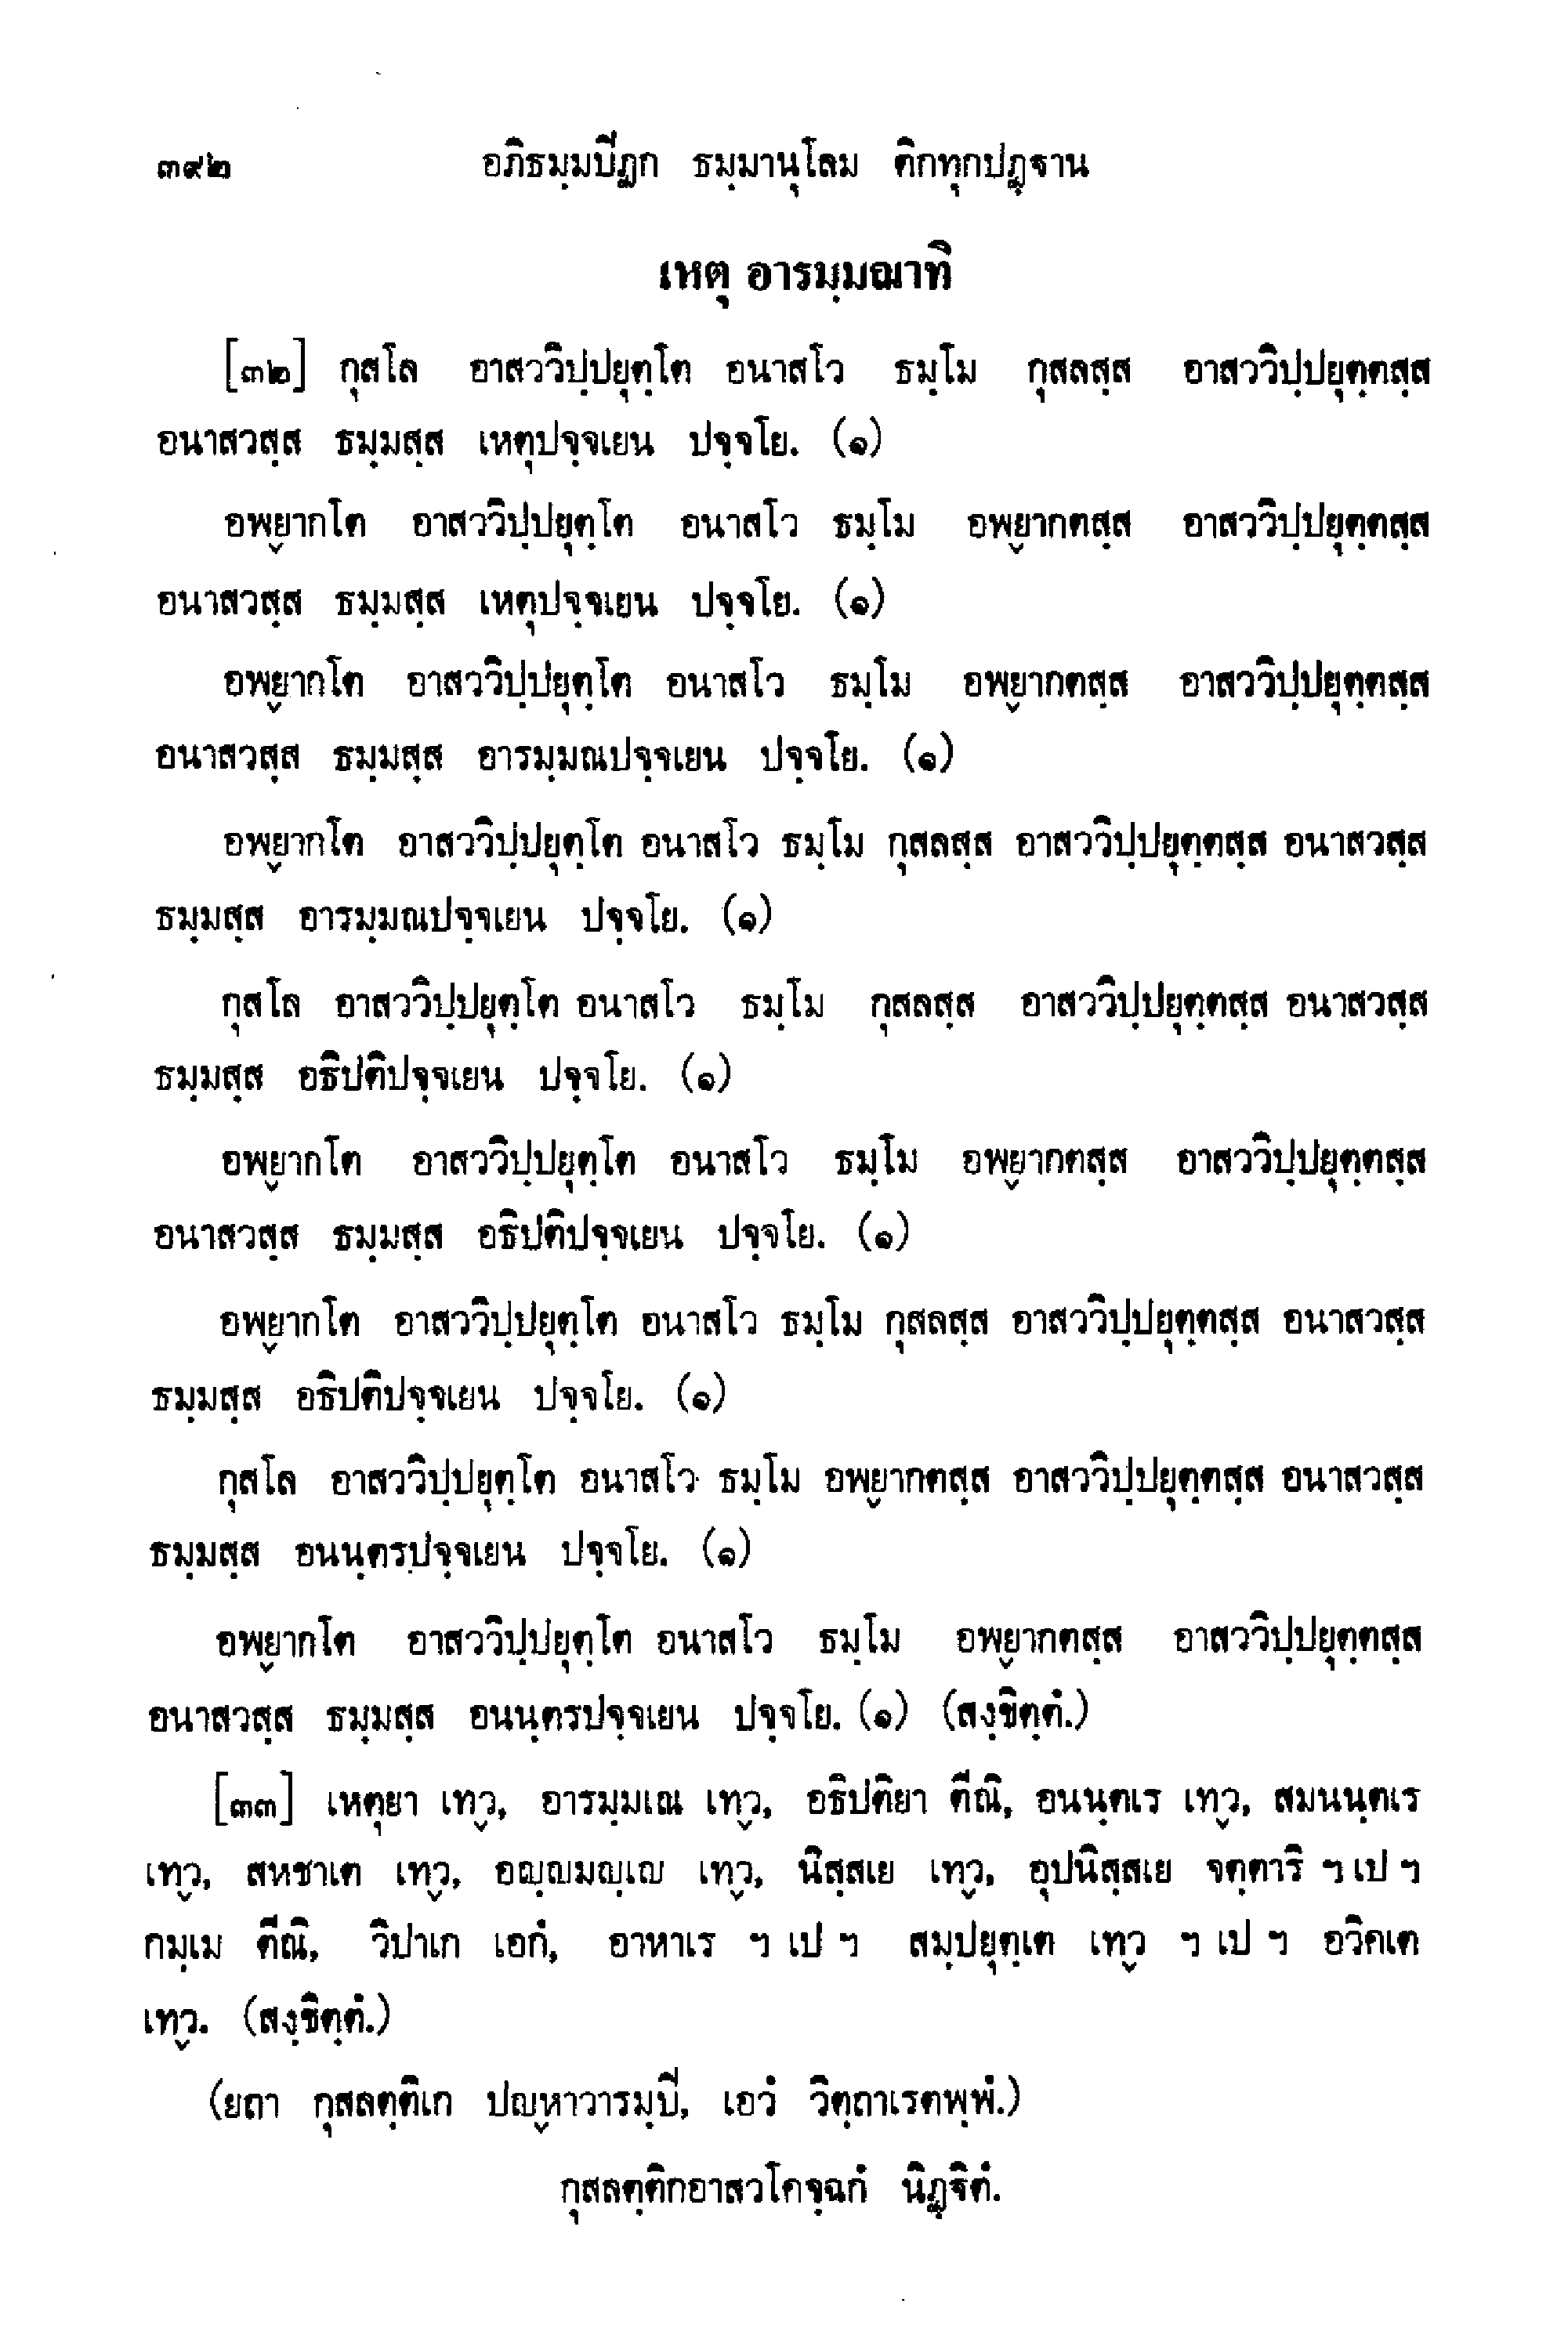 ๓๙๒ อภิธมฺมปิฏก ธมฺมานุโลม ติกทุกปฏฺฐาน
เหตุ อารมฺมณาทิ
[๓๒] กุสโล อาสววิปฺปยุตฺโต อนาสโว ธมฺโม กุสลสฺส อาสววิปฺปยุตฺตสฺส
อนาสวสฺส ธมฺมสฺส เหตุปจฺจเยน ปจฺจโย. (๑)
อพฺยากโต อาสววิปฺปยุตฺโต อนาสโว ธมฺโม อพฺยากตสฺส อาสววิปฺปยุตฺตสฺส
อนาสวสฺส ธมฺมสฺส เหตุปจฺจเยน ปจฺจโย. (๑)
อพฺยากโต อาสววิปฺปยุตฺโต อนาสโว ธมฺโม อพฺยากตสฺส อาสววิปฺปยุตฺตสฺส
อนาสวสฺส ธมฺมสฺส อารมฺมณปจฺจเยน ปจฺจโย. (๑)
อพฺยากโต อาสววิปฺปยุตฺโต อนาสโว ธมฺโม กุสลสฺส อาสววิปฺปยุตฺตสฺส อนาสวสฺส
ธมฺมสฺส อารมฺมณปจฺจเยน ปจฺจโย. (๑)
กุสโล อาสววิปฺปยุตฺโต อนาสโว ธมฺโม กุสลสฺส อาสววิปฺปยุตฺตสฺส อนาสวสฺส
ธมฺมสฺส อธิปติปจฺจเยน ปจฺจโย. (๑)
อพฺยากโต อาสววิปฺปยุตฺโต อนาสโว ธมฺโม อพฺยากตสฺส อาสววิปฺปยุตฺตสฺส
อนาสวสฺส ธมฺมสฺส อธิปติปจฺจเยน ปจฺจโย. (๑)
อพฺยากโต อาสววิปฺปยุตฺโต อนาสโว ธมฺโม กุสลสฺส อาสววิปฺปยุตฺตสฺส อนาสวสฺส
ธมฺมสฺส อธิปติปจฺจเยน ปจฺจโย. (๑)
กุสโล อาสววิปฺปยุตฺโต อนาสโว ธมฺโม อพฺยากตสฺส อาสววิปฺปยุตฺตสฺส อนาสวสฺส
ธมฺมสฺส อนนฺตรปจฺจเยน ปจฺจโย. (๑)
อพฺยากโต อาสววิปฺปยุตฺโต อนาสโว ธมฺโม อพฺยากตสฺส อาสววิปฺปยุตฺตสฺส
อนาสวสฺส ธมฺมสฺส อนนฺตรปจฺจเยน ปจฺจโย. (๑) (สงฺขิตฺตํ.)
[๓๓] เหตุยา เทฺว, อารมฺมเณ เทฺว, อธิปติยา ตีณิ, อนนฺตเร เทฺว, สมนนฺตเร
เทฺว, สหชาเต เทฺว, อญฺญมญฺเญ เทฺว, นิสฺสเย เทฺว, อุปนิสฺสเย จตฺตาริ ฯ เป ฯ
กมฺเม ตีณิ, วิปาเก เอกํ, อาหาเร ฯ เป ฯ สมฺปยุตฺเต เทฺว ฯ เป ฯ อวิคเต
เทฺว. (สงฺขิตฺตํ.)
(ยถา กุสลตฺติเก ปญฺหาวารมฺปิ, เอวํ วิตฺถาเรตพฺพํ.)
กุสลตฺติกอาสวโคจฺฉกํ นิฏฺฐิตํ.